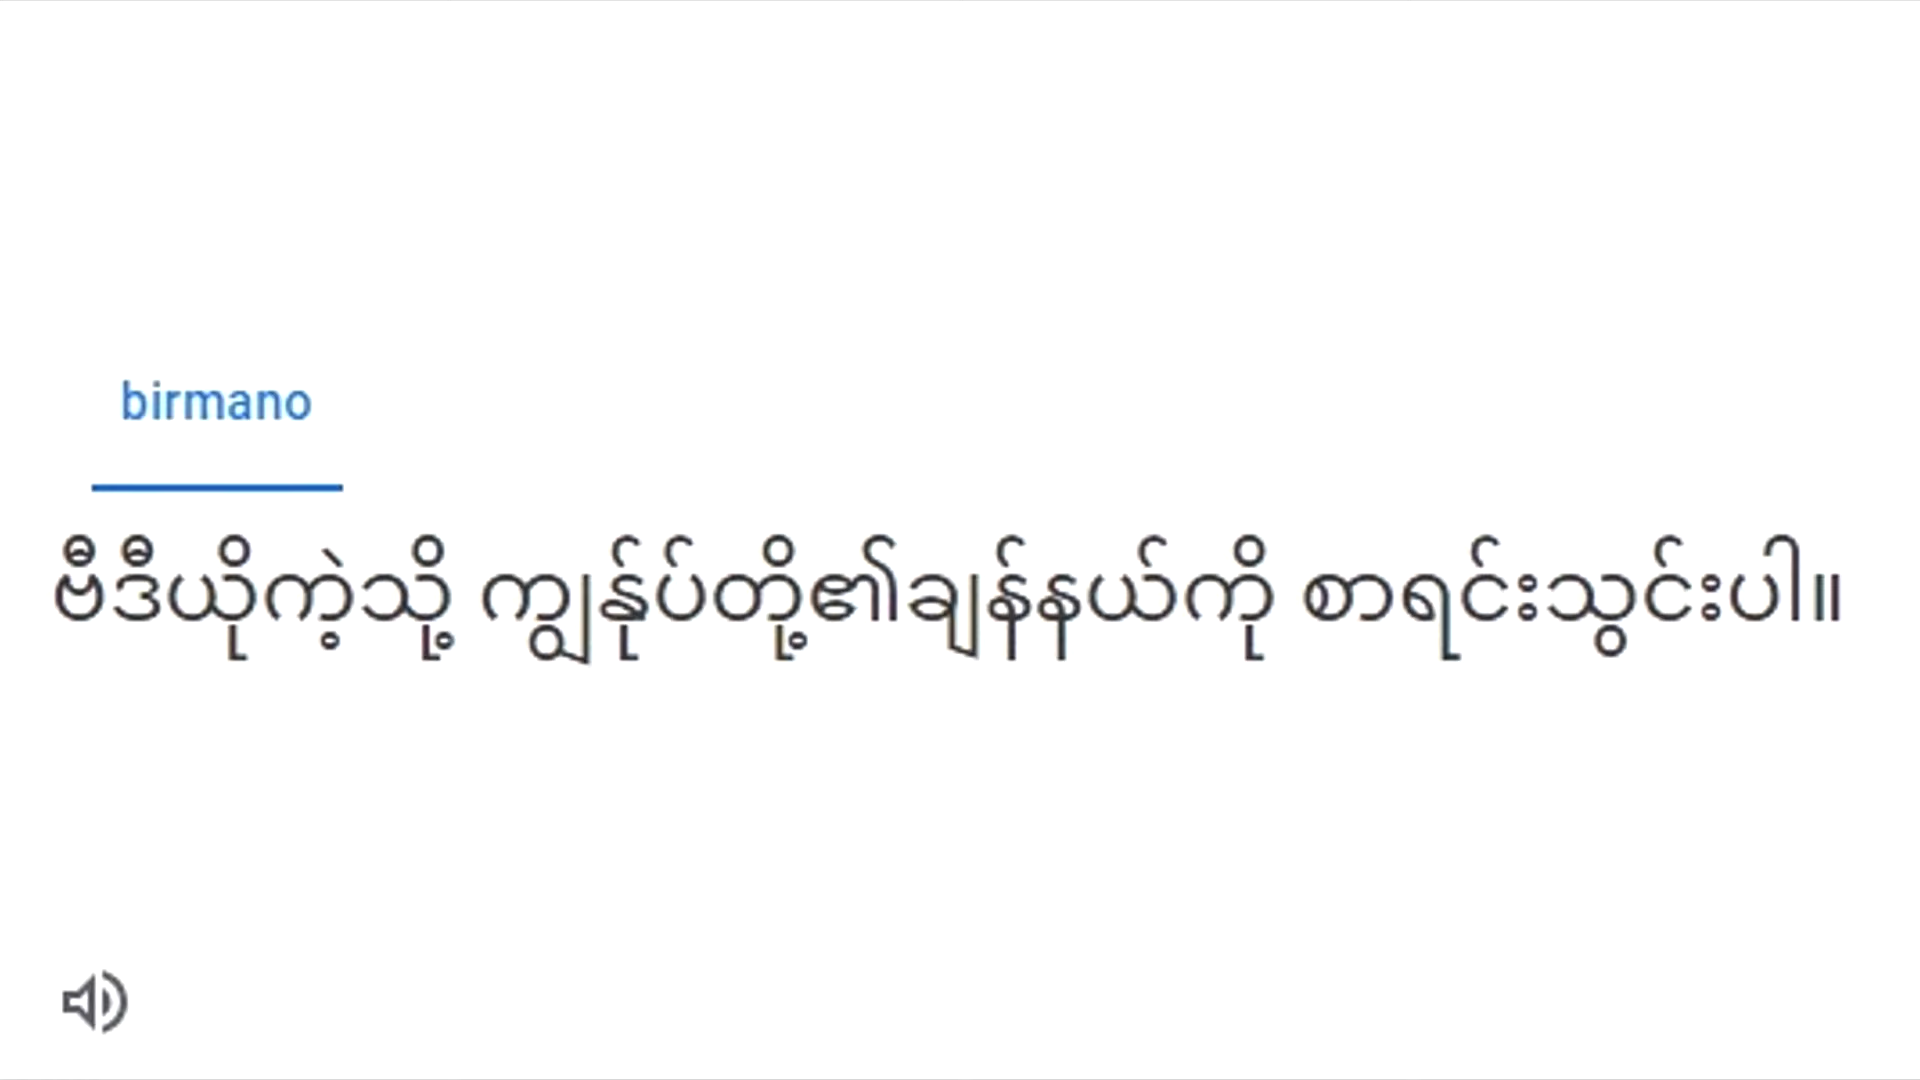 birmano
ဗီဒီယိုကဲ့သို့ ကျွန်ုပ်တို့၏ချန်နယ်ကို စာရင်းသွင်းပါ။